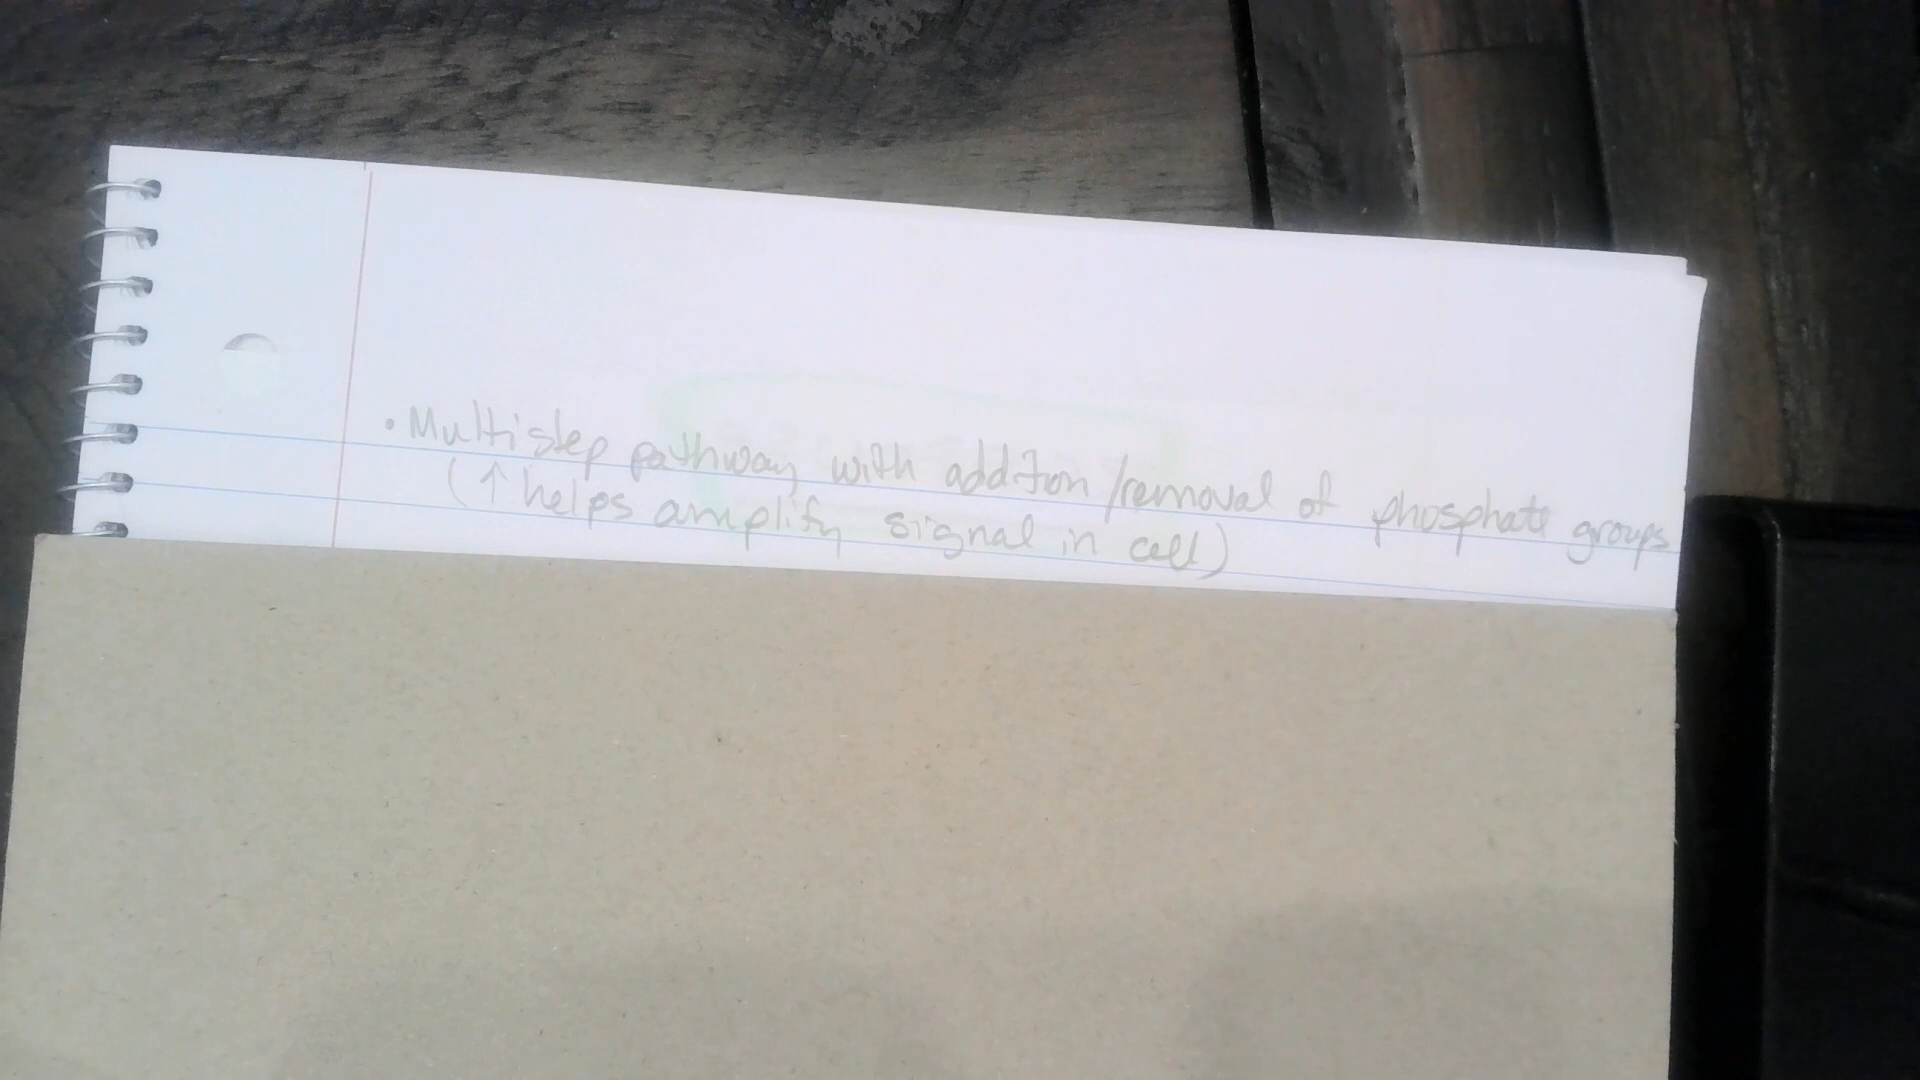 • Multistep pathway with addition/removal of phosphate groups
(↑ helps amplify signal in cell)